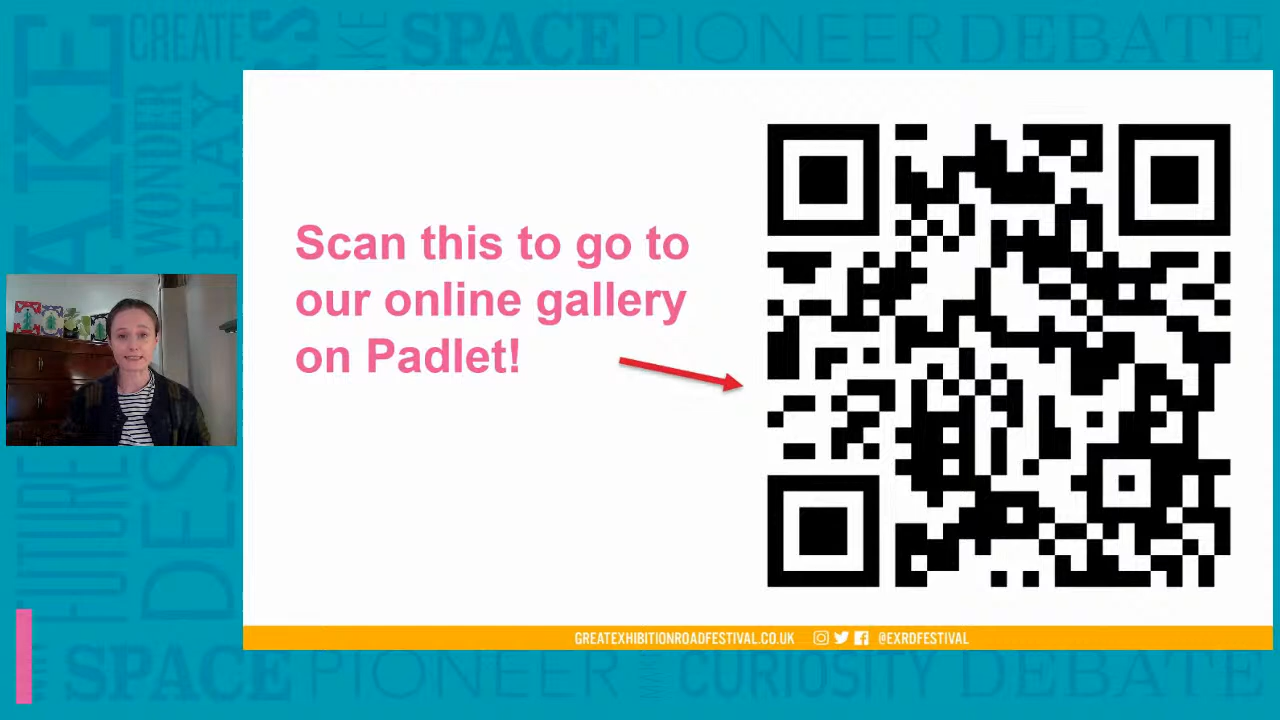 CREATE
SPACE PIONEER DEBATE
WONDER
PLAY
Scan this to go to
our online gallery
on Padlet!
FUTURE
GREATEXHIBITIONROADFESTIVAL.CO.UK @EXRDFESTIVAL
SPACE PIONEER CURIOSITY DEBATE